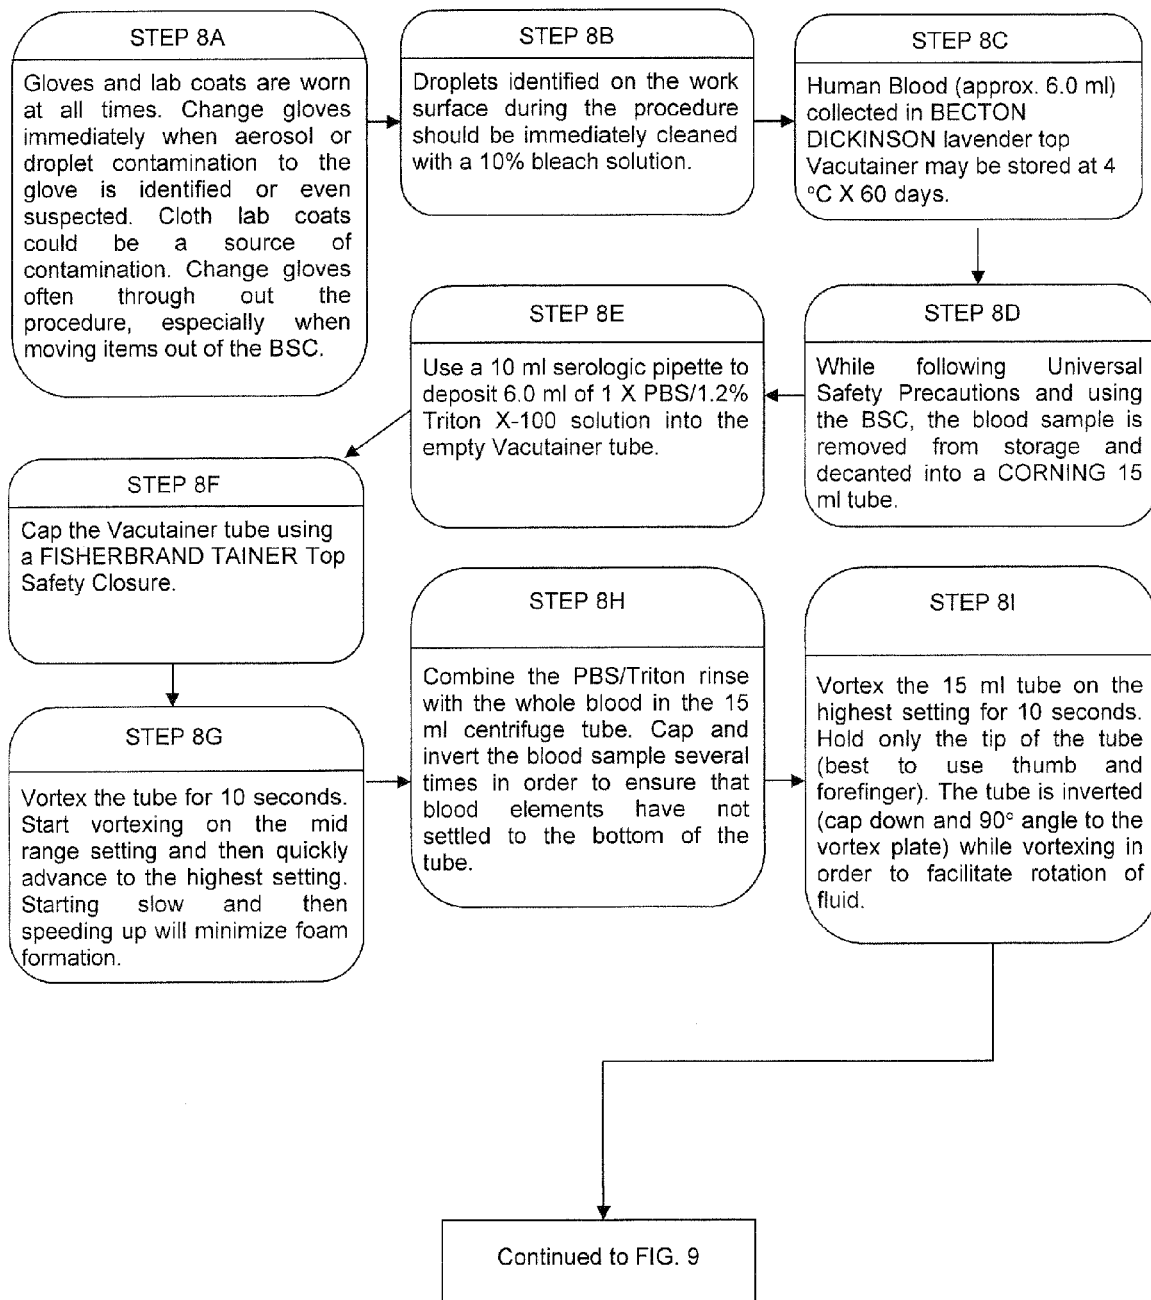 STEP 8A
Gloves and lab coats are worn
at all times. Change gloves
immediately when aerosol or
droplet contamination to the
glove is identified or even
suspected. Cloth lab coats
could be a source of
contamination. Change gloves
often through out the
procedure, especially when
moving items out of the BSC.
STEP 8B
Droplets identified on the work
surface during the procedure
should be immediately cleaned
with a 10% bleach solution.
STEP 8C
Human Blood (approx. 6.0 ml)
collected in BECTON
DICKINSON lavender top
Vacutainer may be stored at 4
°C X 60 days.
STEP 8D
While following Universal
Safety Precautions and using
the BSC, the blood sample is
removed from storage and
decanted into a CORNING 15
ml tube.
STEP 8E
Use a 10 ml serologic pipette to
deposit 6.0 ml of 1 X PBS/1.2%
Triton X-100 solution into the
empty Vacutainer tube.
STEP 8F
Cap the Vacutainer tube using
a FISHERBRAND TAINER Top
Safety Closure.
STEP 8G
Vortex the tube for 10 seconds.
Start vortexing on the mid
range setting and then quickly
advance to the highest setting.
Starting slow and then
speeding up will minimize foam
formation.
STEP 8H
Combine the PBS/Triton rinse
with the whole blood in the 15
ml centrifuge tube. Cap and
invert the blood sample several
times in order to ensure that
blood elements have not
settled to the bottom of the
tube.
STEP 8I
Vortex the 15 ml tube on the
highest setting for 10 seconds.
Hold only the tip of the tube
(best to use thumb and
forefinger). The tube is inverted
(cap down and 90° angle to the
vortex plate) while vortexing in
order to facilitate rotation of
fluid.
Continued to FIG. 9